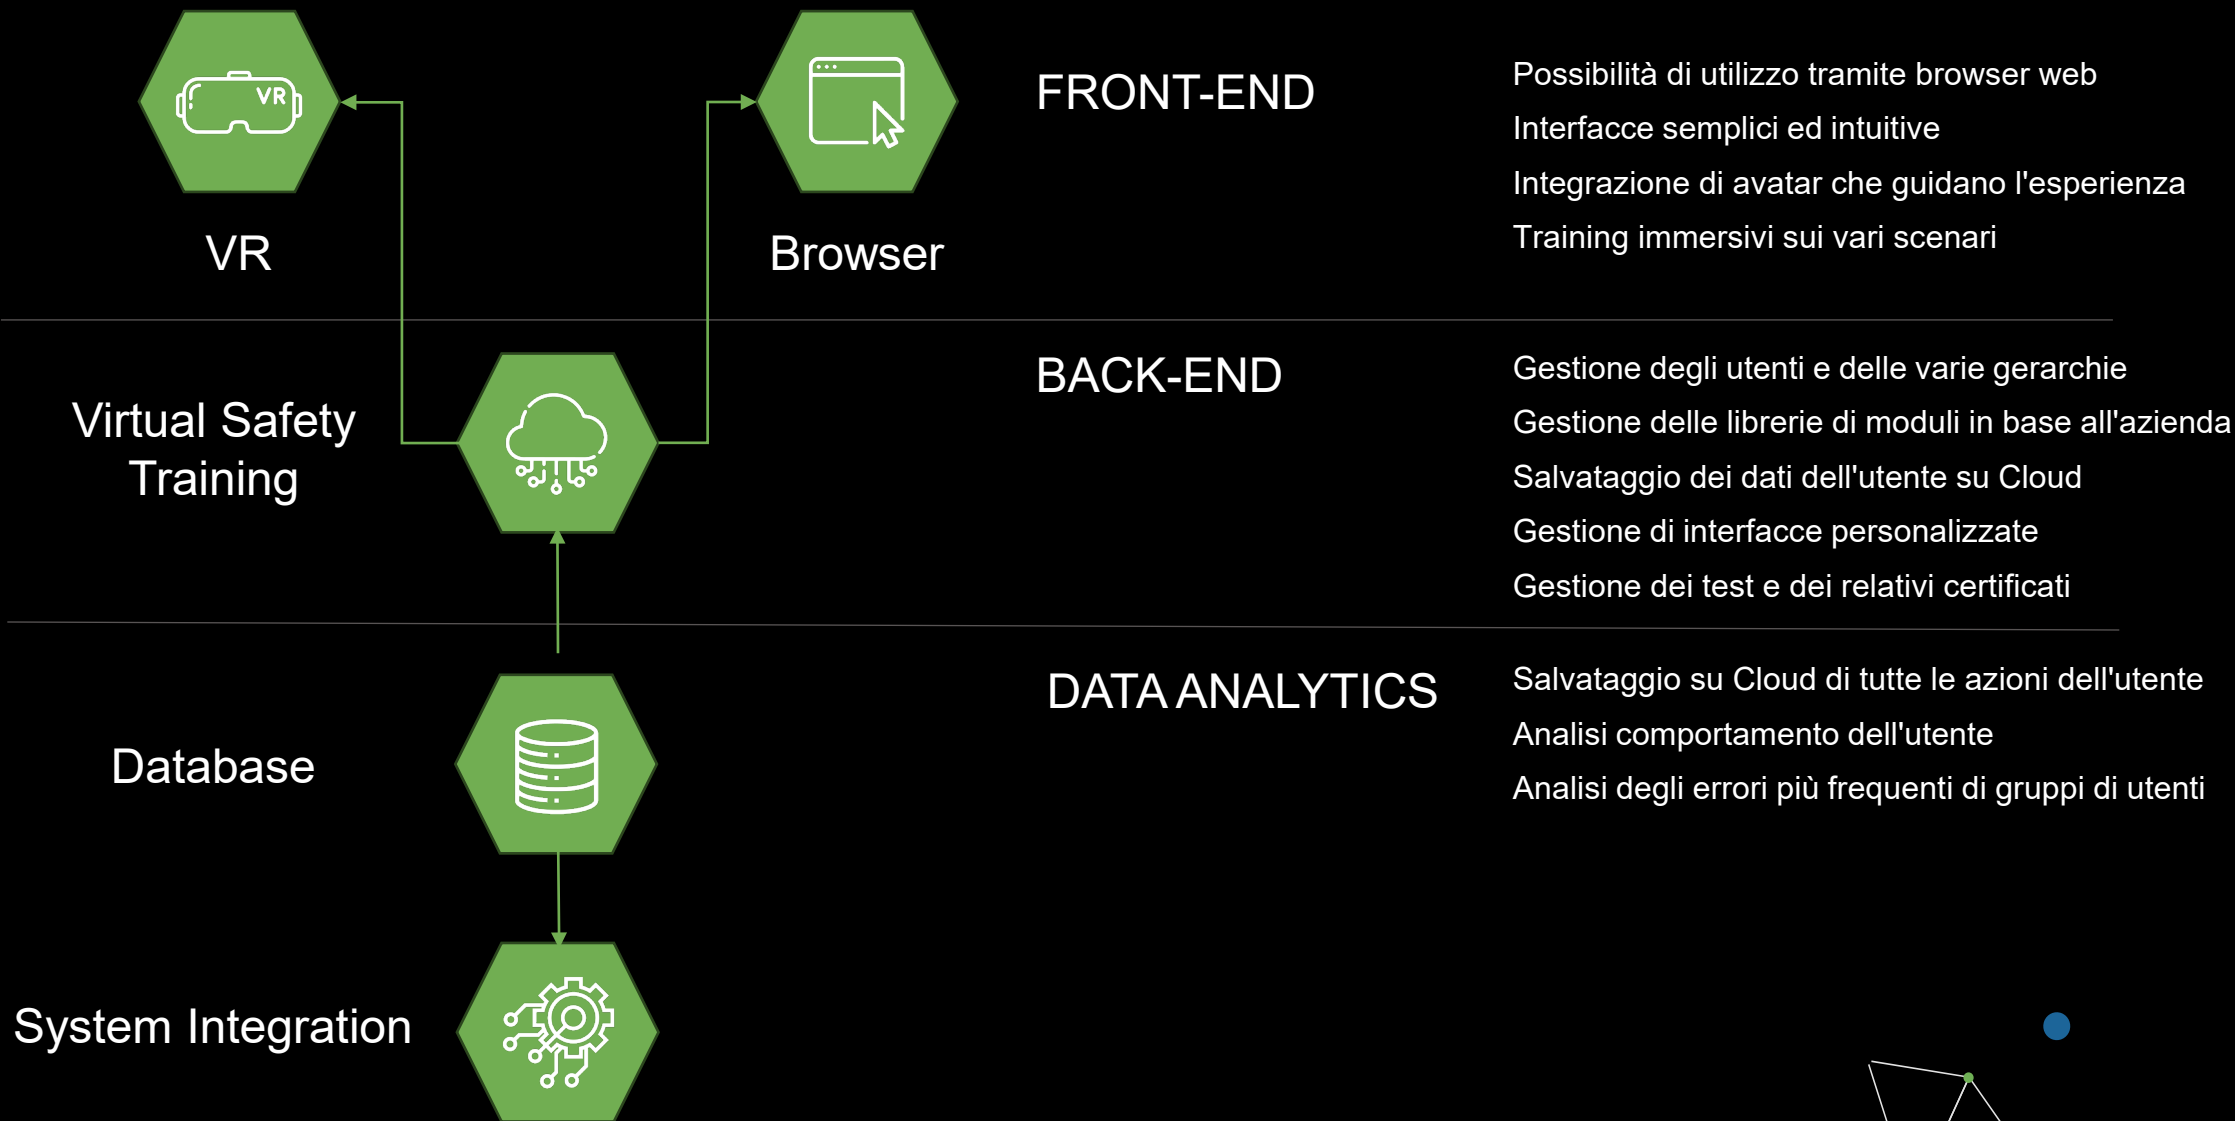 VR
VR
Browser
FRONT-END
Possibilità di utilizzo tramite browser web
Interfacce semplici ed intuitive
Integrazione di avatar che guidano l'esperienza
Training immersivi sui vari scenari
Virtual Safety
Training
BACK-END
Gestione degli utenti e delle varie gerarchie
Gestione delle librerie di moduli in base all'azienda
Salvataggio dei dati dell'utente su Cloud
Gestione di interfacce personalizzate
Gestione dei test e dei relativi certificati
Database
DATA ANALYTICS
Salvataggio su Cloud di tutte le azioni dell'utente
Analisi comportamento dell'utente
Analisi degli errori più frequenti di gruppi di utenti
System Integration